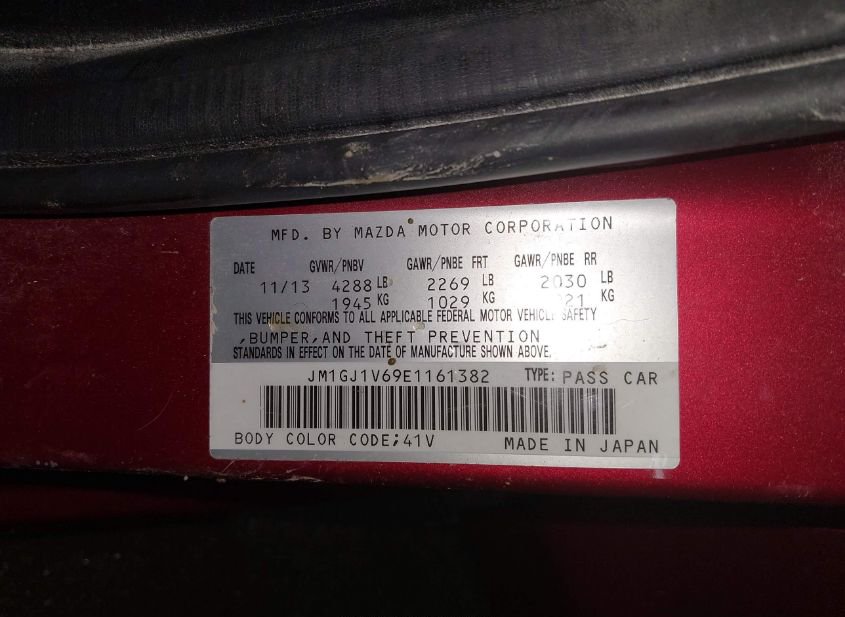 MFD. BY MAZDA MOTOR CORPORATION
DATE GVWR/PNBV GAWR/PNBE FRT GAWR/PNBE RR
11/13 4288 LB 2269 LB 2030 LB
1945 KG 1029 KG KG
THIS VEHICLE CONFORMS TO ALL APPLICABLE FEDERAL MOTOR VEHICLE SAFETY
,BUMPER,AND THEFT PREVENTION
STANDARDS IN EFFECT ON THE DATE OF MANUFACTURE SHOWN ABOVE.
JM1GJ1V69E1161382 TYPE: PASS CAR
BODY COLOR CODE;41V MADE IN JAPAN